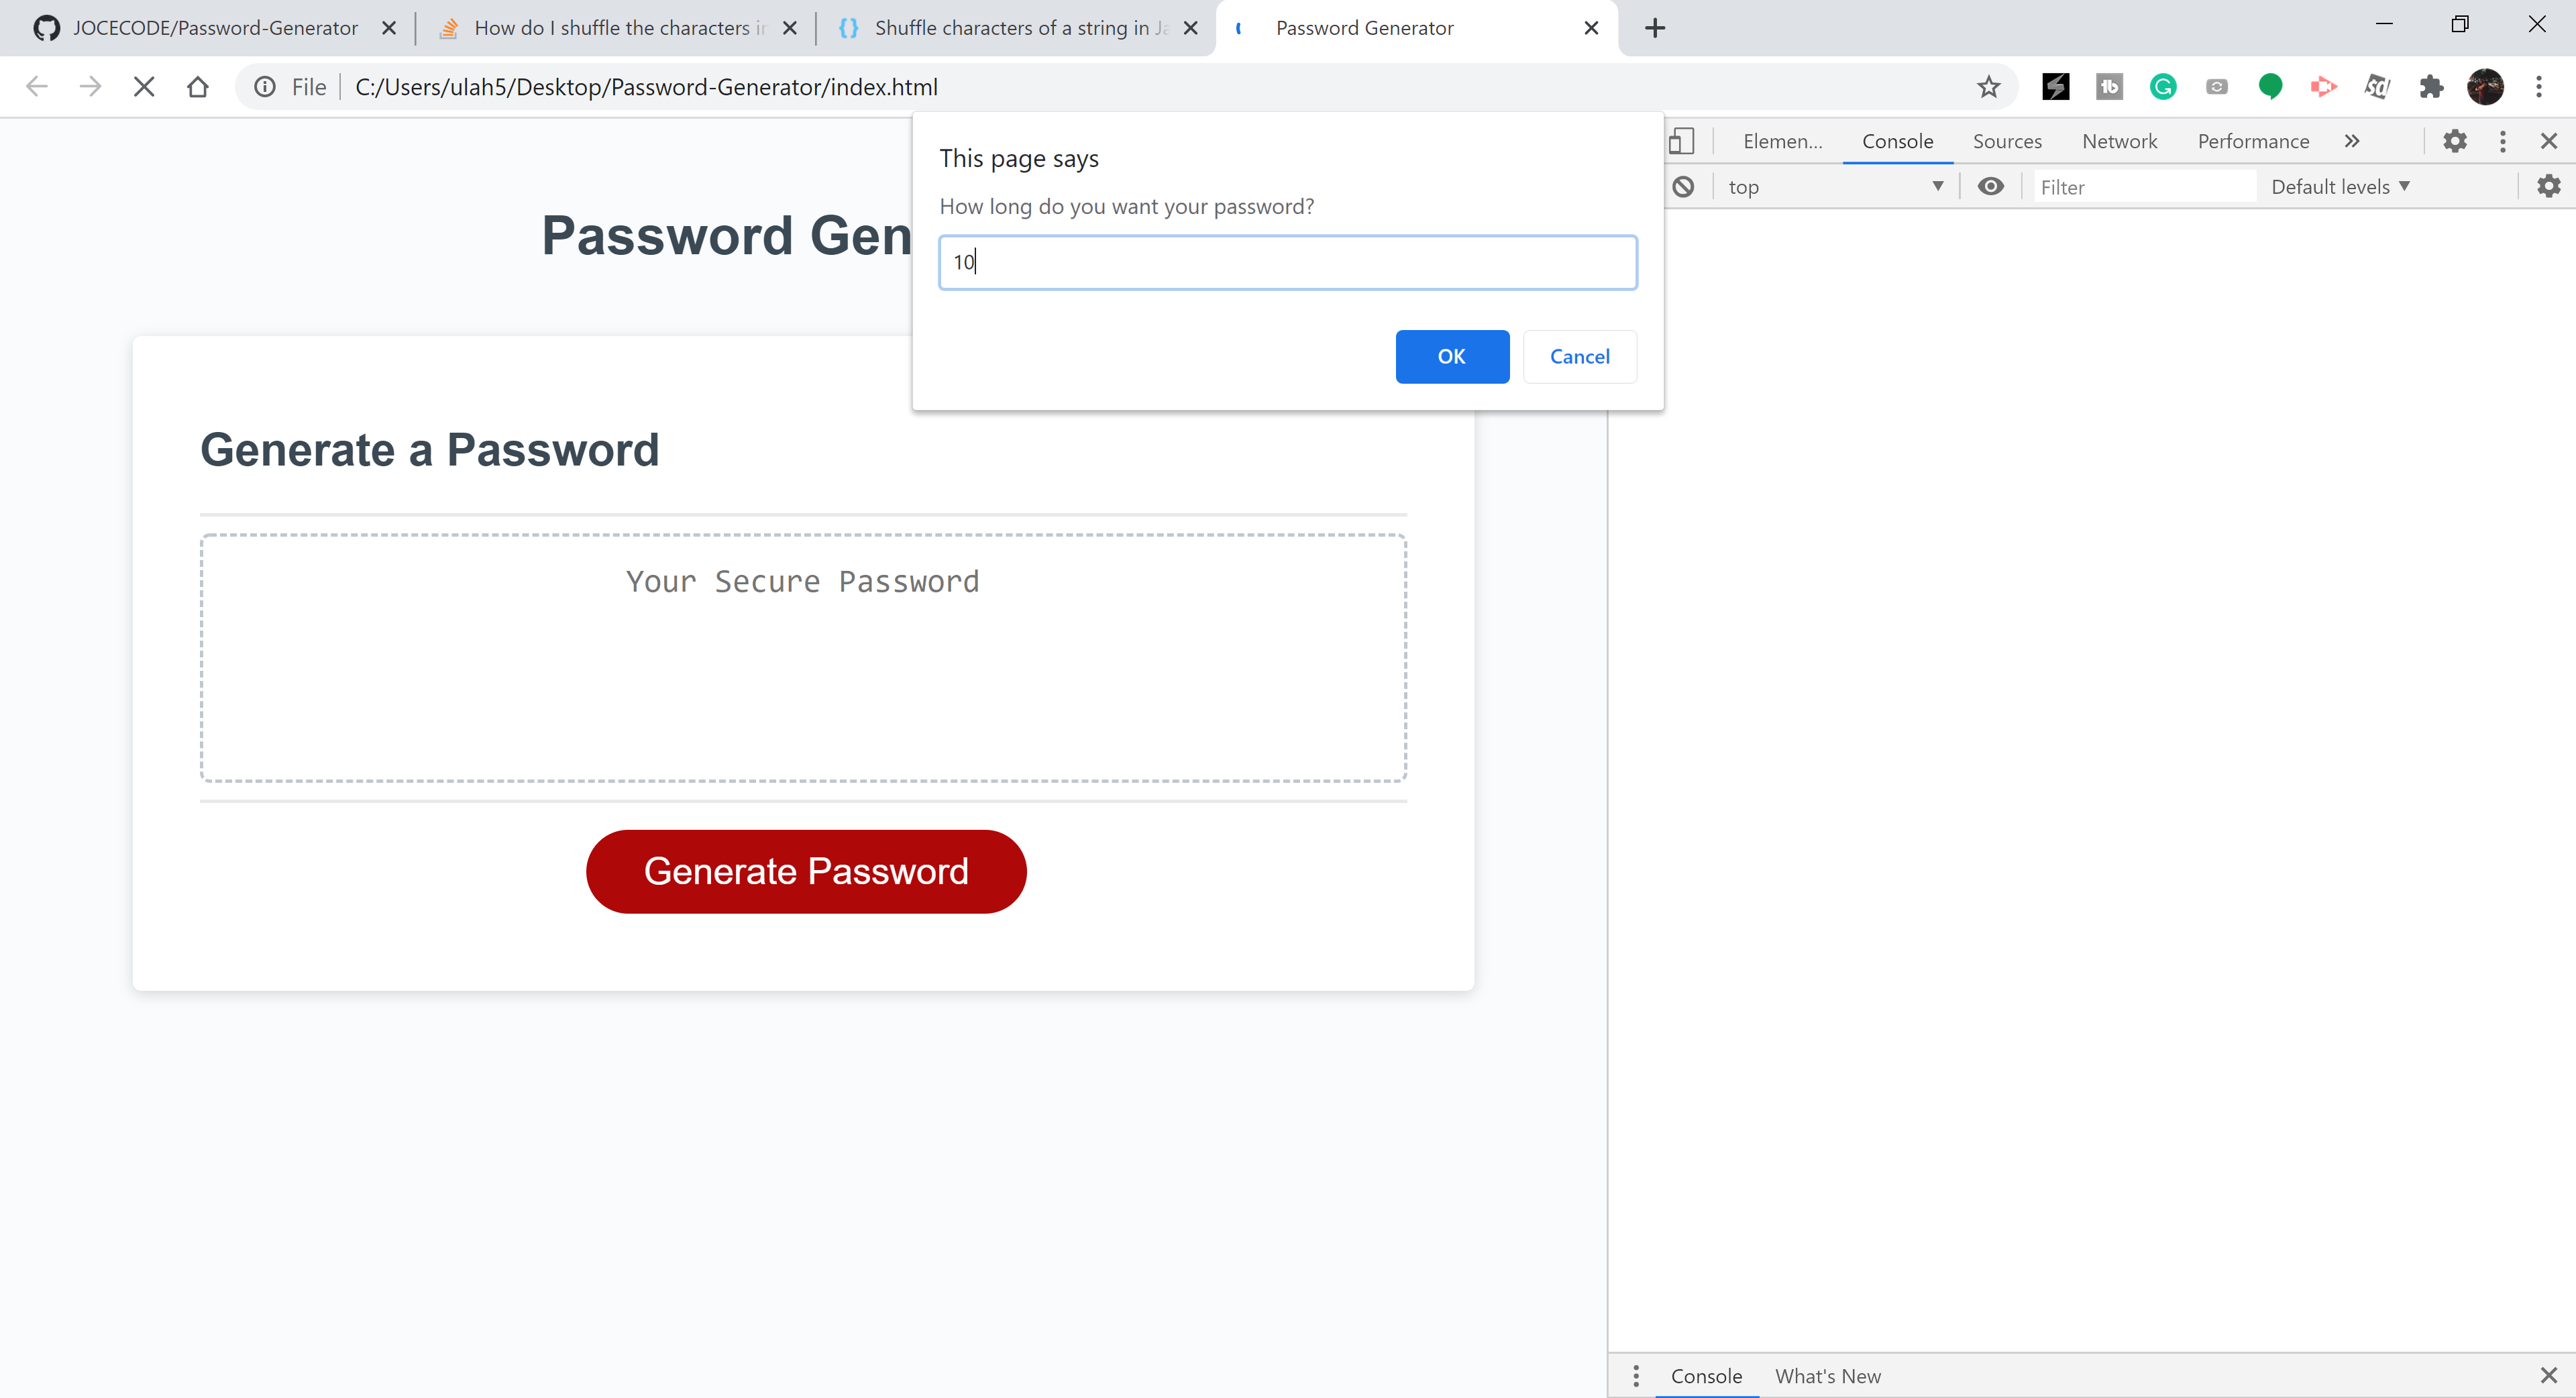 JOCECODE/Password-Generator
How do I shuffle the characters in
Shuffle characters of a string in Ja
Password Generator
File
C:/Users/ulah5/Desktop/Password-Generator/index.html
This page says
How long do you want your password?
10
OK
Cancel
Elemen...
Console
Sources
Network
Performance
top
Filter
Default levels
Password Gen
Generate a Password
Your Secure Password
Generate Password
Console
What's New